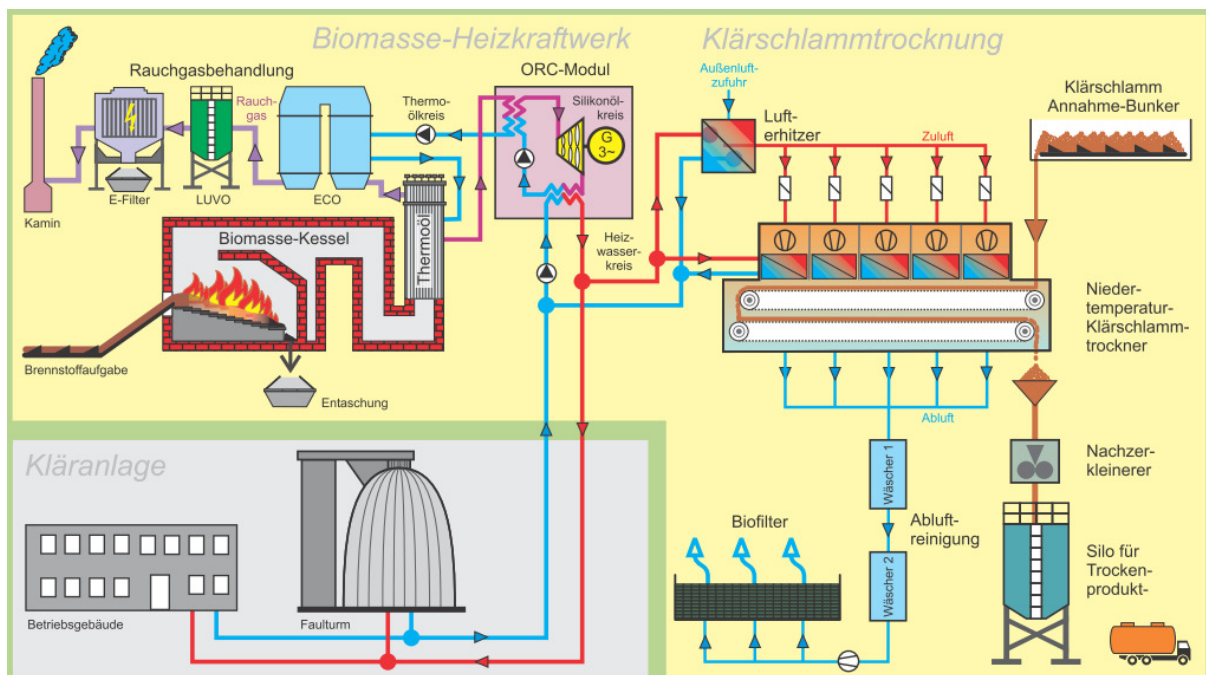 Biomasse-Heizkraftwerk
Klärschlammtrocknung
Rauchgasbehandlung
ORC-Modul
Außenluft-
zufuhr
Klärschlamm
Annahme-Bunker
Rauch-
gas
Thermo-
ölkreis
Silikonöl-
kreis
G
3~
Luft-
erhitzer
Zuluft
Kamin
E-Filter
LUVO
ECO
Biomasse-Kessel
Thermoöl
Heiz-
wasser-
kreis
Nieder-
temperatur-
Klärschlamm-
trockner
Brennstoffaufgabe
Entaschung
Abluft
Kläranlage
Wäscher 1
Nachzer-
kleinerer
Biofilter
Abluft-
reinigung
Wäscher 2
Silo für
Trocken-
produkt-
Betriebsgebäude
Faulturm